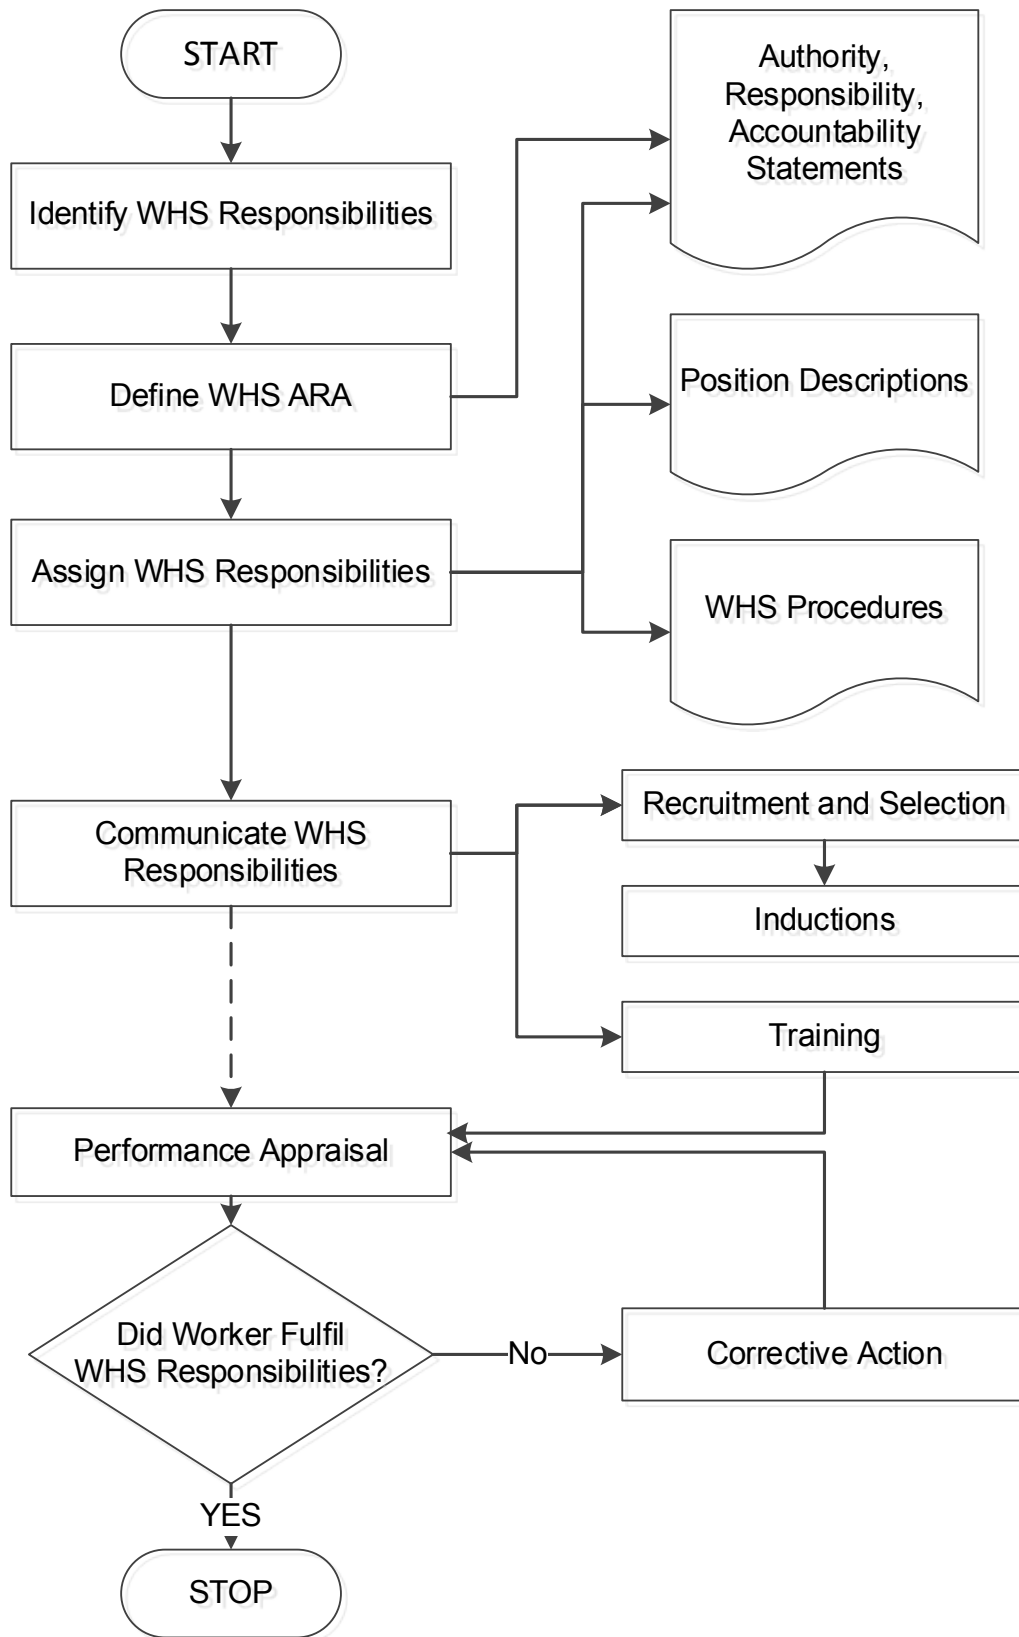 START
Identify WHS Responsibilities
Define WHS ARA
Assign WHS Responsibilities
Authority,
Responsibility,
Accountability
Statements
Position Descriptions
WHS Procedures
Communicate WHS
Responsibilities
Recruitment and Selection
Inductions
Training
Performance Appraisal
Did Worker Fulfil
WHS Responsibilities?
No
Corrective Action
YES
STOP